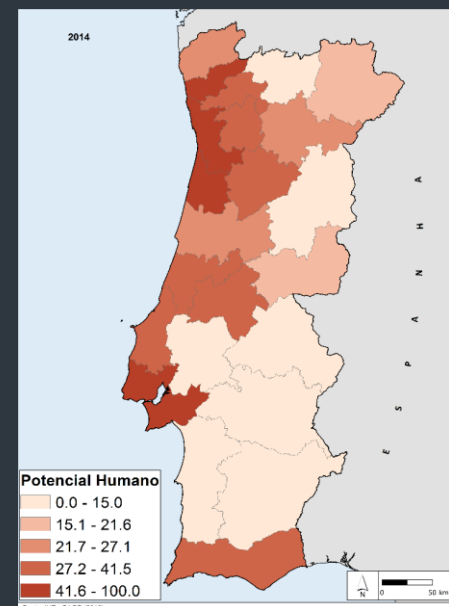 2014
ESPANHA
Potencial Humano
0.0 - 15.0
15.1 - 21.6
21.7 - 27.1
27.2 - 41.5
41.6 - 100.0
N
0
50 km